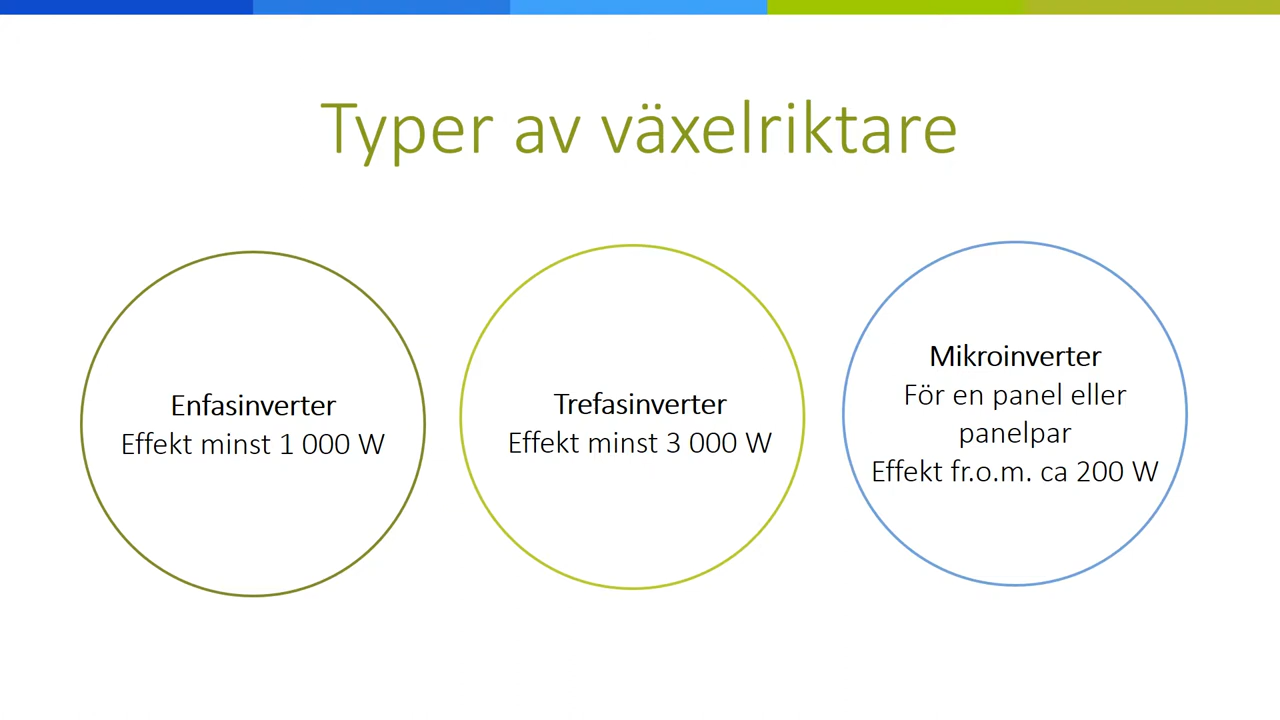 Typer av växelriktare
Enfasinverter
Effekt minst 1 000 W
Trefasinverter
Effekt minst 3 000 W
Mikroinverter
För en panel eller
panelpar
Effekt fr.o.m. ca 200 W